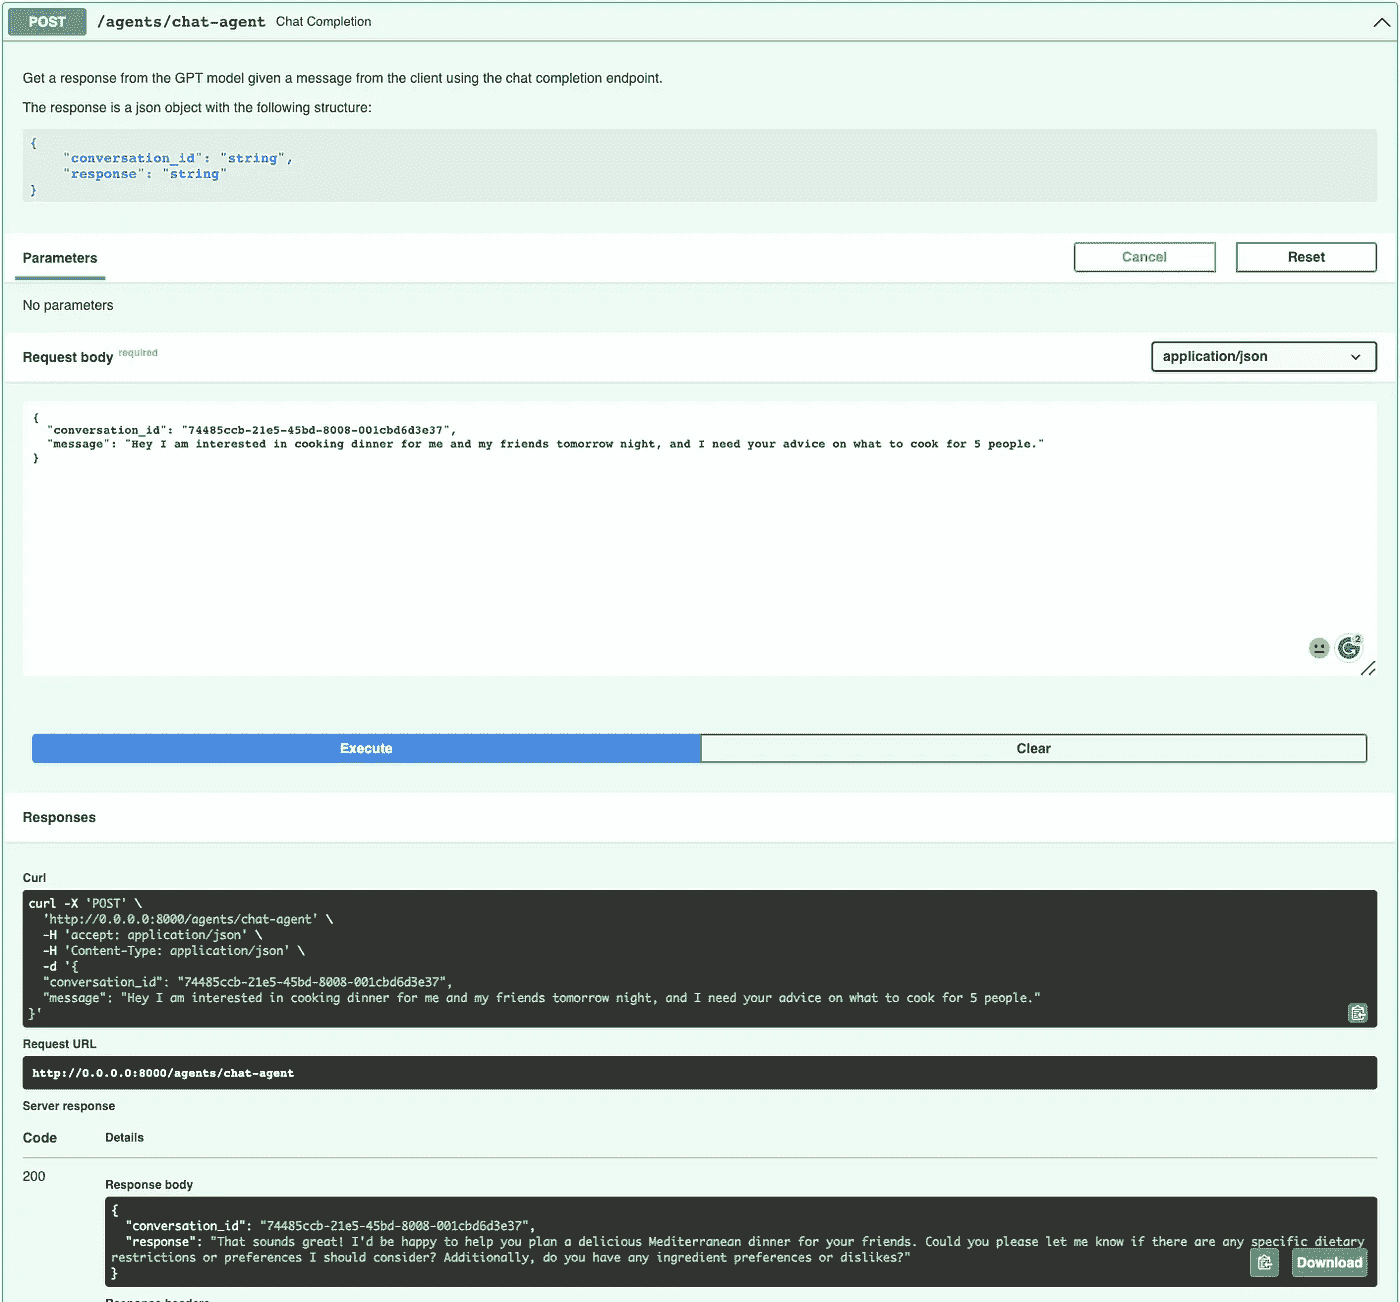 POST /agents/chat-agent Chat Completion
Get a response from the GPT model given a message from the client using the chat completion endpoint.
The response is a json object with the following structure:
{
"conversation_id": "string",
"response": "string"
}
Parameters
Cancel
Reset
No parameters
Request body required
application/json
{
"conversation_id": "74485ccb-21e5-45bd-8008-001cbd6d3e37",
"message": "Hey I am interested in cooking dinner for me and my friends tomorrow night, and I need your advice on what to cook for 5 people."
}
2
Execute
Clear
Responses
Curl
curl -X 'POST' \
'http://0.0.0.0:8000/agents/chat-agent' \
-H 'accept: application/json' \
-H 'Content-Type: application/json' \
-d '{
"conversation_id": "74485ccb-21e5-45bd-8008-001cbd6d3e37",
"message": "Hey I am interested in cooking dinner for me and my friends tomorrow night, and I need your advice on what to cook for 5 people."
}'
Request URL
http://0.0.0.0:8000/agents/chat-agent
Server response
Code Details
200
Response body
{
"conversation_id": "74485ccb-21e5-45bd-8008-001cbd6d3e37",
"response": "That sounds great! I'd be happy to help you plan a delicious Mediterranean dinner for your friends. Could you please let me know if there are any specific dietary
restrictions or preferences I should consider? Additionally, do you have any ingredient preferences or dislikes?"
}
Download
Response headers